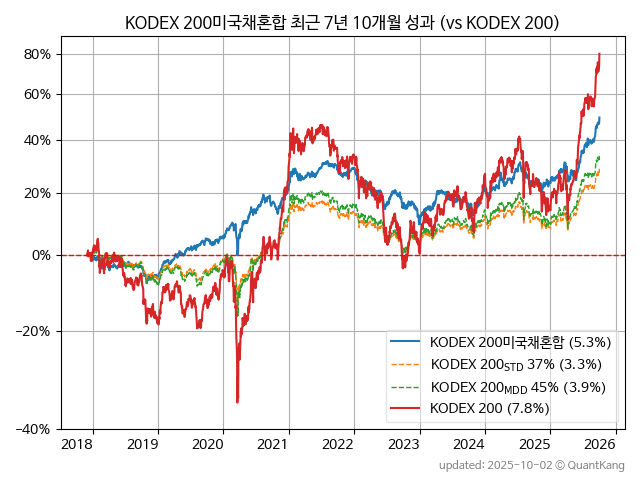 KODEX 200미국채혼합 최근 7년 10개월 성과 (vs KODEX 200)
80%
60%
40%
20%
0%
−20%
−40%
2018 2019 2020 2021 2022 2023 2024 2025 2026
KODEX 200미국채혼합 (5.3%)
KODEX 200STD 37% (3.3%)
KODEX 200MDD 45% (3.9%)
KODEX 200 (7.8%)
updated: 2025-10-02 © QuantKang